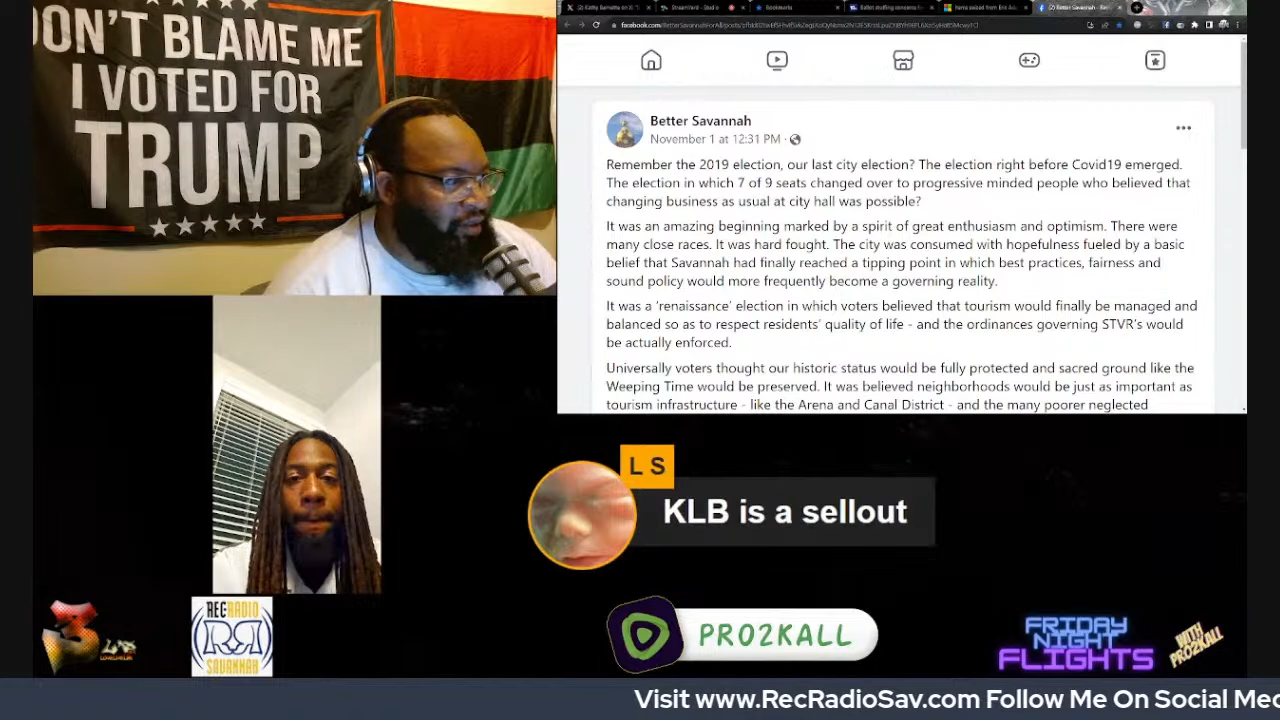 DON'T BLAME ME
I VOTED FOR
TRUMP
Better Savannah
November 1 at 12:31 PM ·
Remember the 2019 election, our last city election? The election right before Covid19 emerged.
The election in which 7 of 9 seats changed over to progressive minded people who believed that
changing business as usual at city hall was possible?
It was an amazing beginning marked by a spirit of great enthusiasm and optimism. There were
many close races. It was hard fought. The city was consumed with hopefulness fueled by a basic
belief that Savannah had finally reached a tipping point in which best practices, fairness and
sound policy would more frequently become a governing reality.
It was a 'renaissance' election in which voters believed that tourism would finally be managed and
balanced so as to respect residents' quality of life - and the ordinances governing STVR's would
be actually enforced.
Universally voters thought our historic status would be fully protected and sacred ground like the
Weeping Time would be preserved. It was believed neighborhoods would be just as important as
tourism infrastructure - like the Arena and Canal District - and the many poorer neglected
L S
KLB is a sellout
3
REC RADIO
RR
SAVANNAH
PRO2KALL
FRIDAY
NIGHT
FLIGHTS
WITH
PRO2KALL
Visit www.RecRadioSav.com Follow Me On Social Med